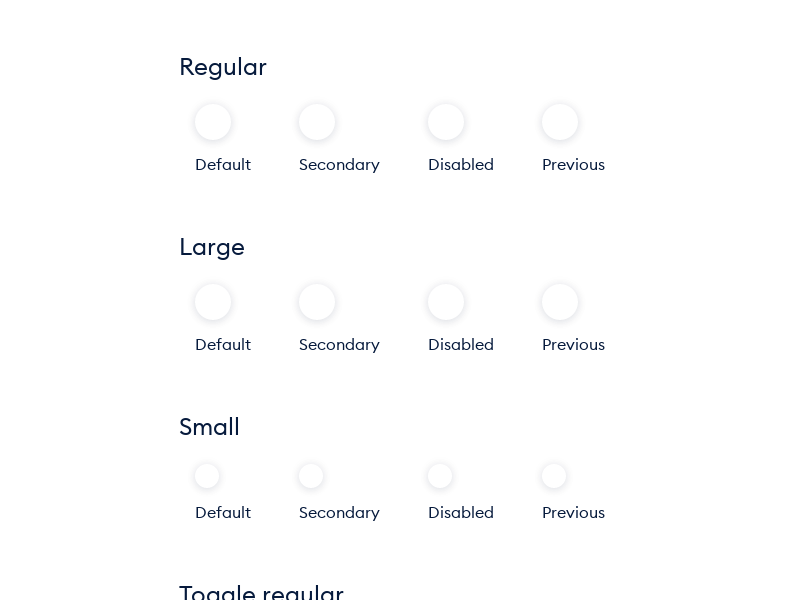 Regular
Default Secondary Disabled Previous
Large
Default Secondary Disabled Previous
Small
Default Secondary Disabled Previous
Toggle regular